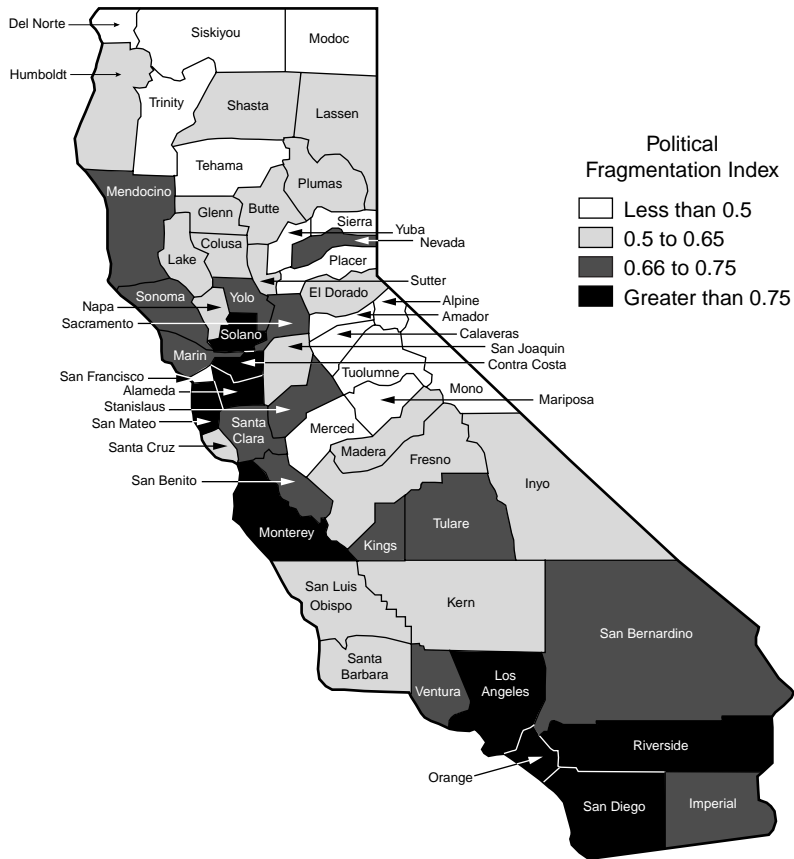 Del Norte
Siskiyou
Modoc
Humboldt
Trinity
Shasta
Lassen
Political
Fragmentation Index
Less than 0.5
0.5 to 0.65
0.66 to 0.75
Greater than 0.75
Tehama
Plumas
Mendocino
Glenn
Butte
Sierra
Yuba
Nevada
Colusa
Lake
Placer
Sutter
El Dorado
Sonoma
Yolo
Napa
Alpine
Amador
Sacramento
Solano
Calaveras
San Joaquin
Marin
Contra Costa
San Francisco
Tuolumne
Alameda
Mono
Mariposa
Stanislaus
San Mateo
Santa
Clara
Merced
Santa Cruz
Madera
Fresno
San Benito
Inyo
Monterey
Kings
Tulare
San Luis
Obispo
Kern
San Bernardino
Santa
Barbara
Ventura
Los
Angeles
Riverside
Orange
San Diego
Imperial